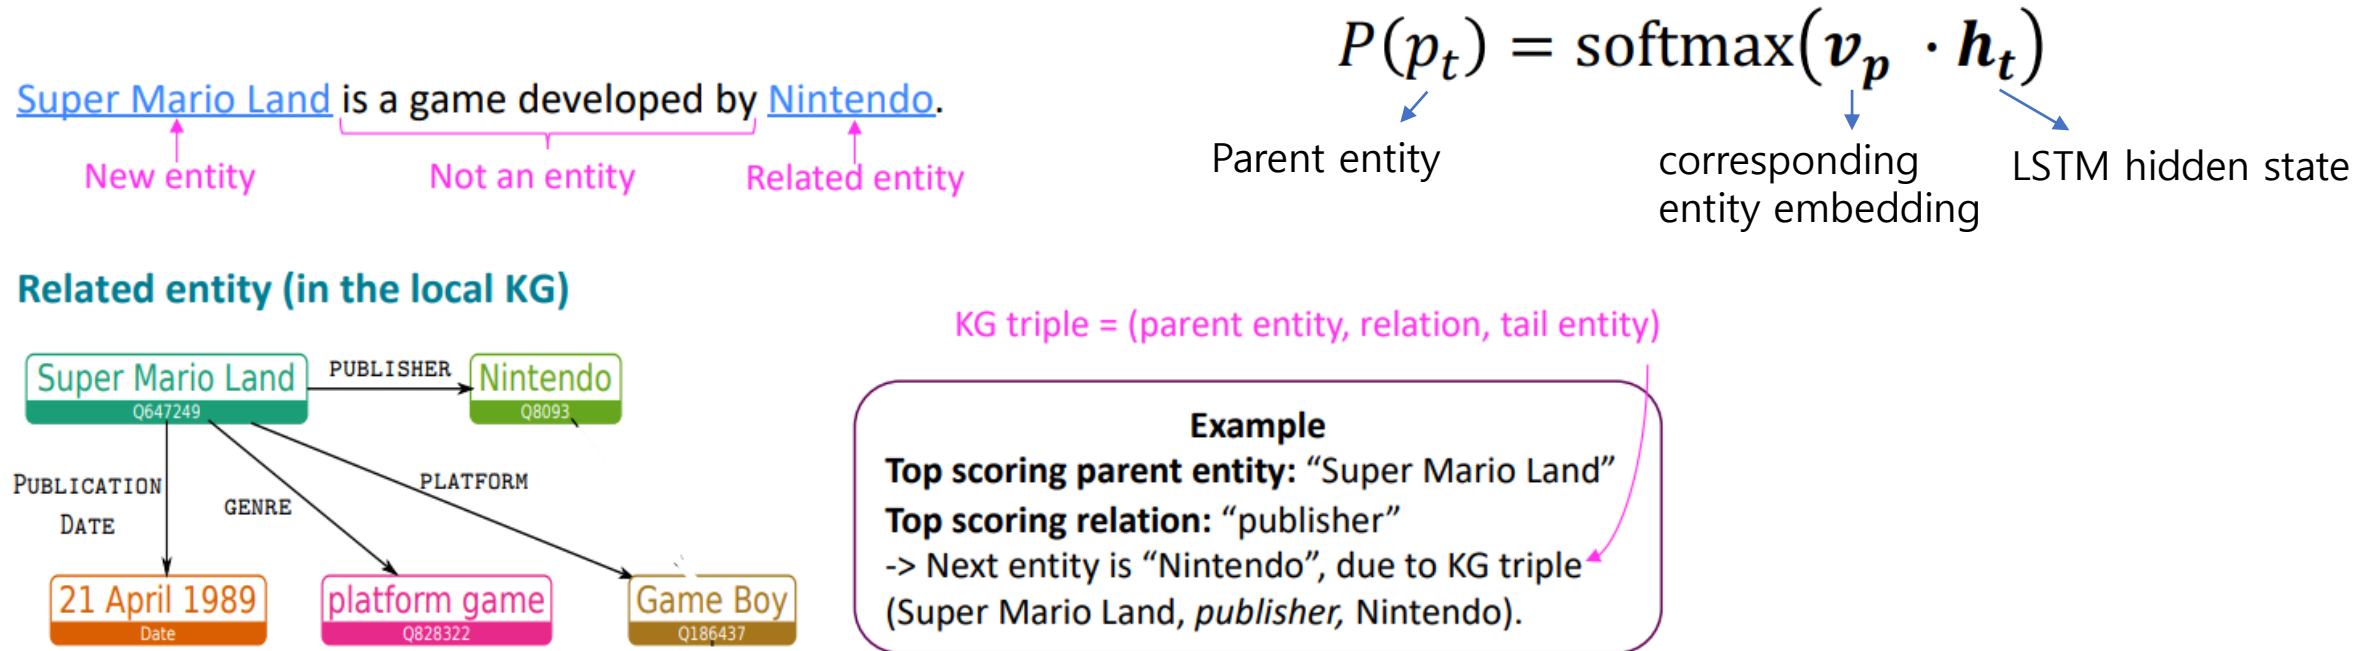 P(pₜ) = softmax(vₚ · hₜ)
Super Mario Land is a game developed by Nintendo.
New entity
Not an entity
Related entity
Parent entity
corresponding
entity embedding
LSTM hidden state
Related entity (in the local KG)
KG triple = (parent entity, relation, tail entity)
Super Mario Land
Q647249
PUBLISHER
Nintendo
Q8093
PUBLICATION
DATE
GENRE
PLATFORM
21 April 1989
Date
platform game
Q828322
Game Boy
Q186437
Example
Top scoring parent entity: “Super Mario Land”
Top scoring relation: “publisher”
-> Next entity is “Nintendo”, due to KG triple
(Super Mario Land, publisher, Nintendo).